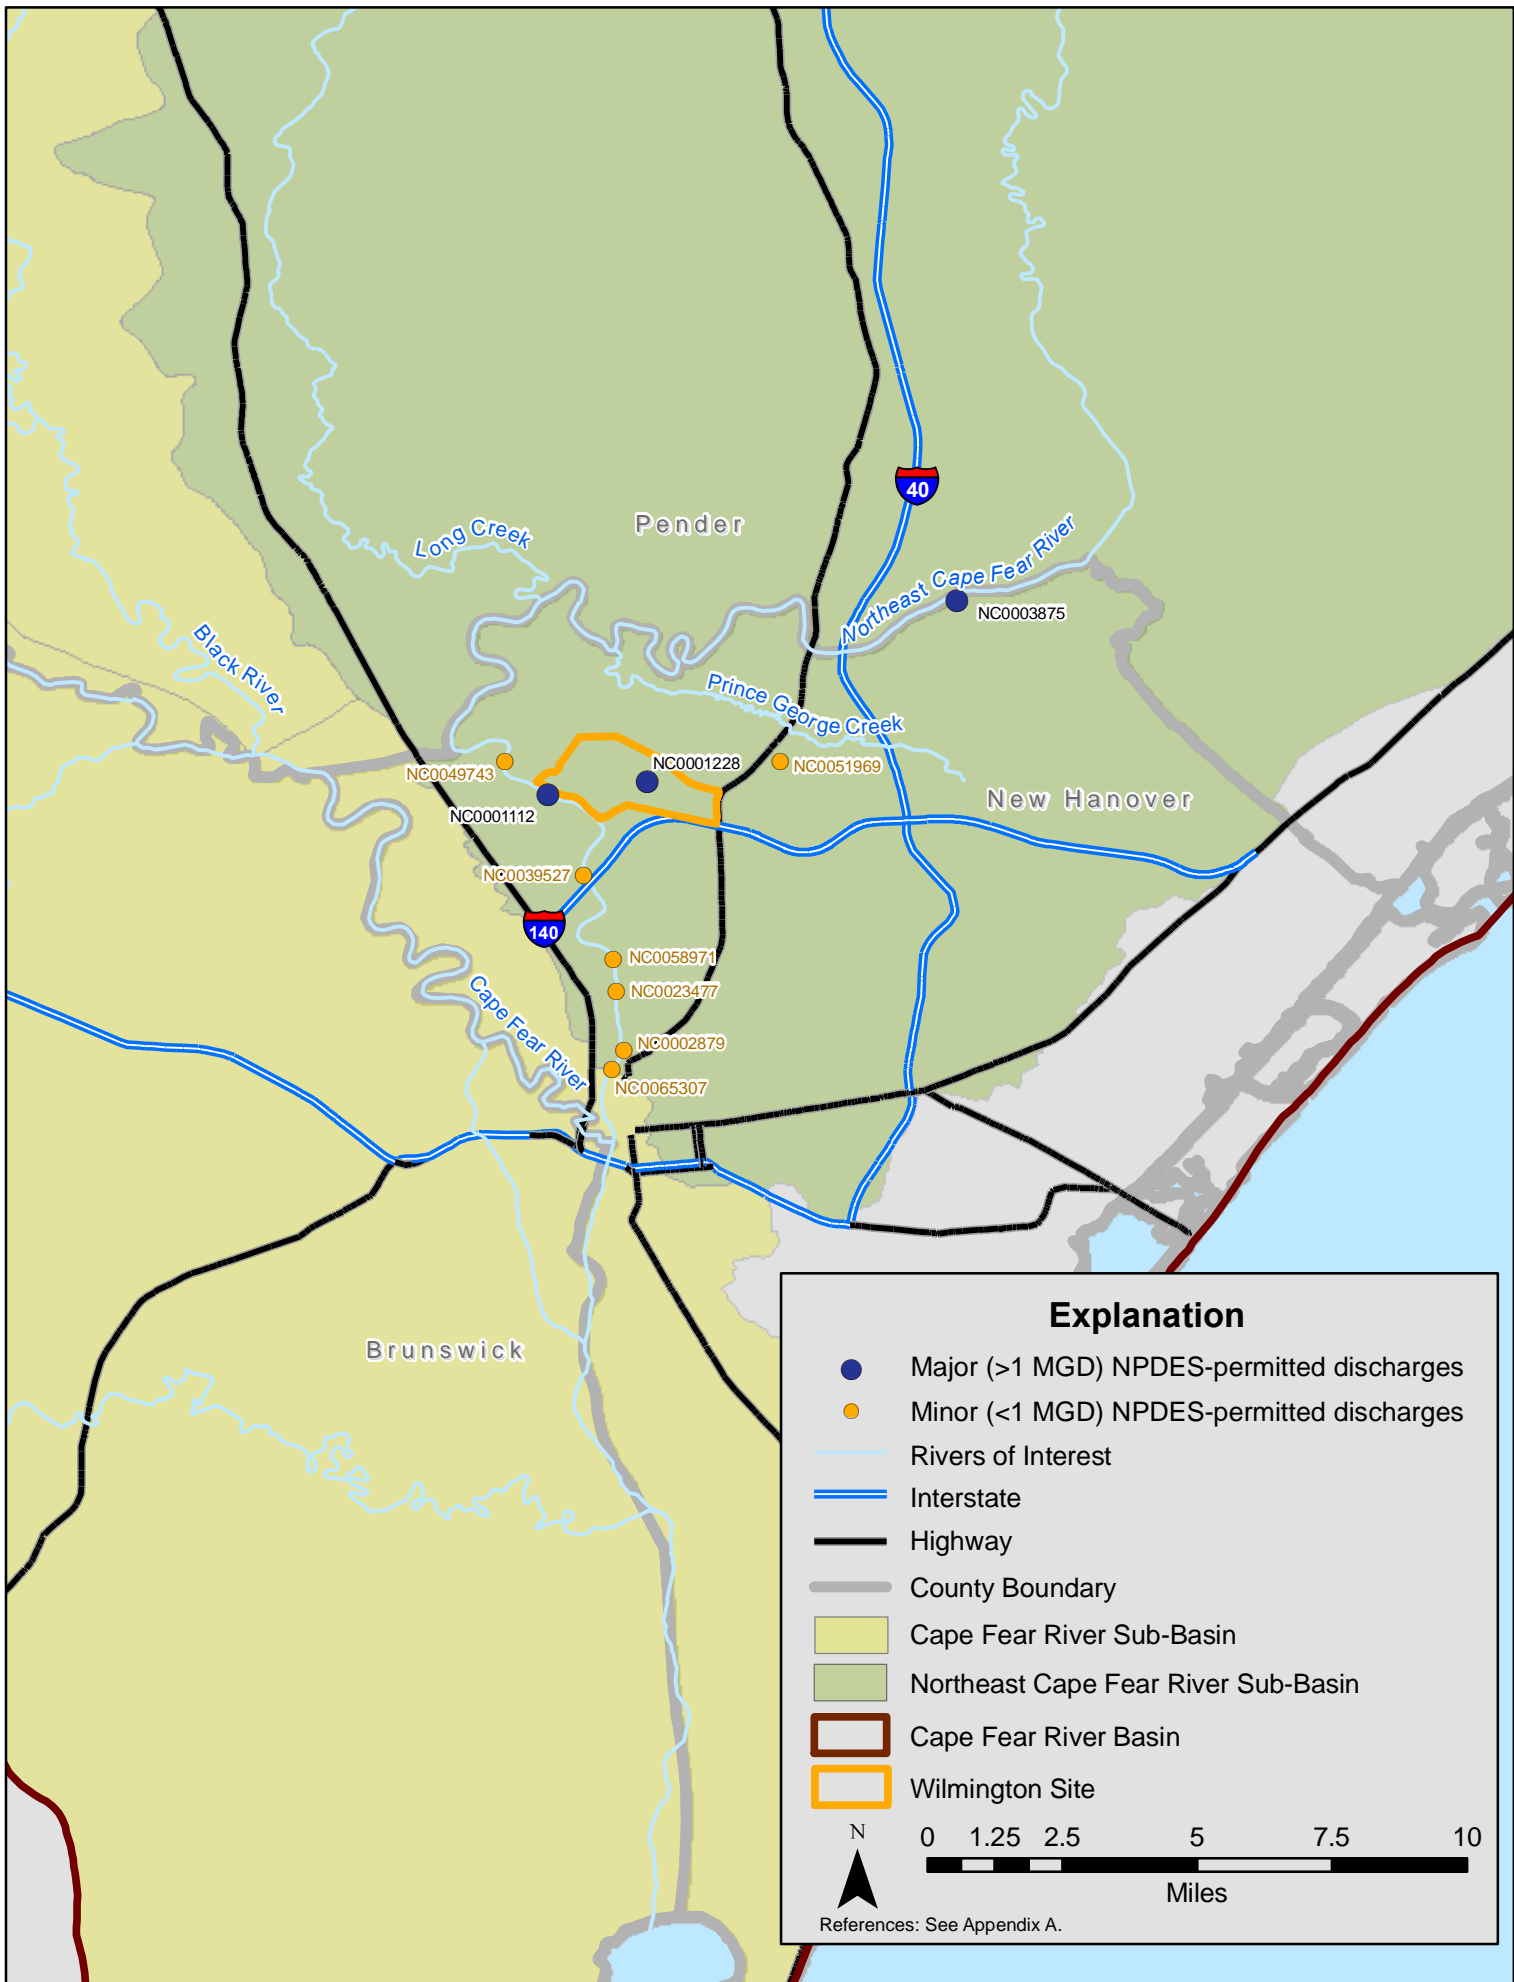 40
Pender
Long Creek
Northeast Cape Fear River
NC0003875
Black River
Prince George Creek
NC0049743
NC0001228
NC0051969
New Hanover
NC0001112
NC0039527
140
NC0058971
NC0023477
Cape Fear River
NC0002879
NC0065307
Brunswick
Explanation
Major (>1 MGD) NPDES-permitted discharges
Minor (<1 MGD) NPDES-permitted discharges
Rivers of Interest
Interstate
Highway
County Boundary
Cape Fear River Sub-Basin
Northeast Cape Fear River Sub-Basin
Cape Fear River Basin
Wilmington Site
N
0 1.25 2.5 5 7.5 10
Miles
References: See Appendix A.